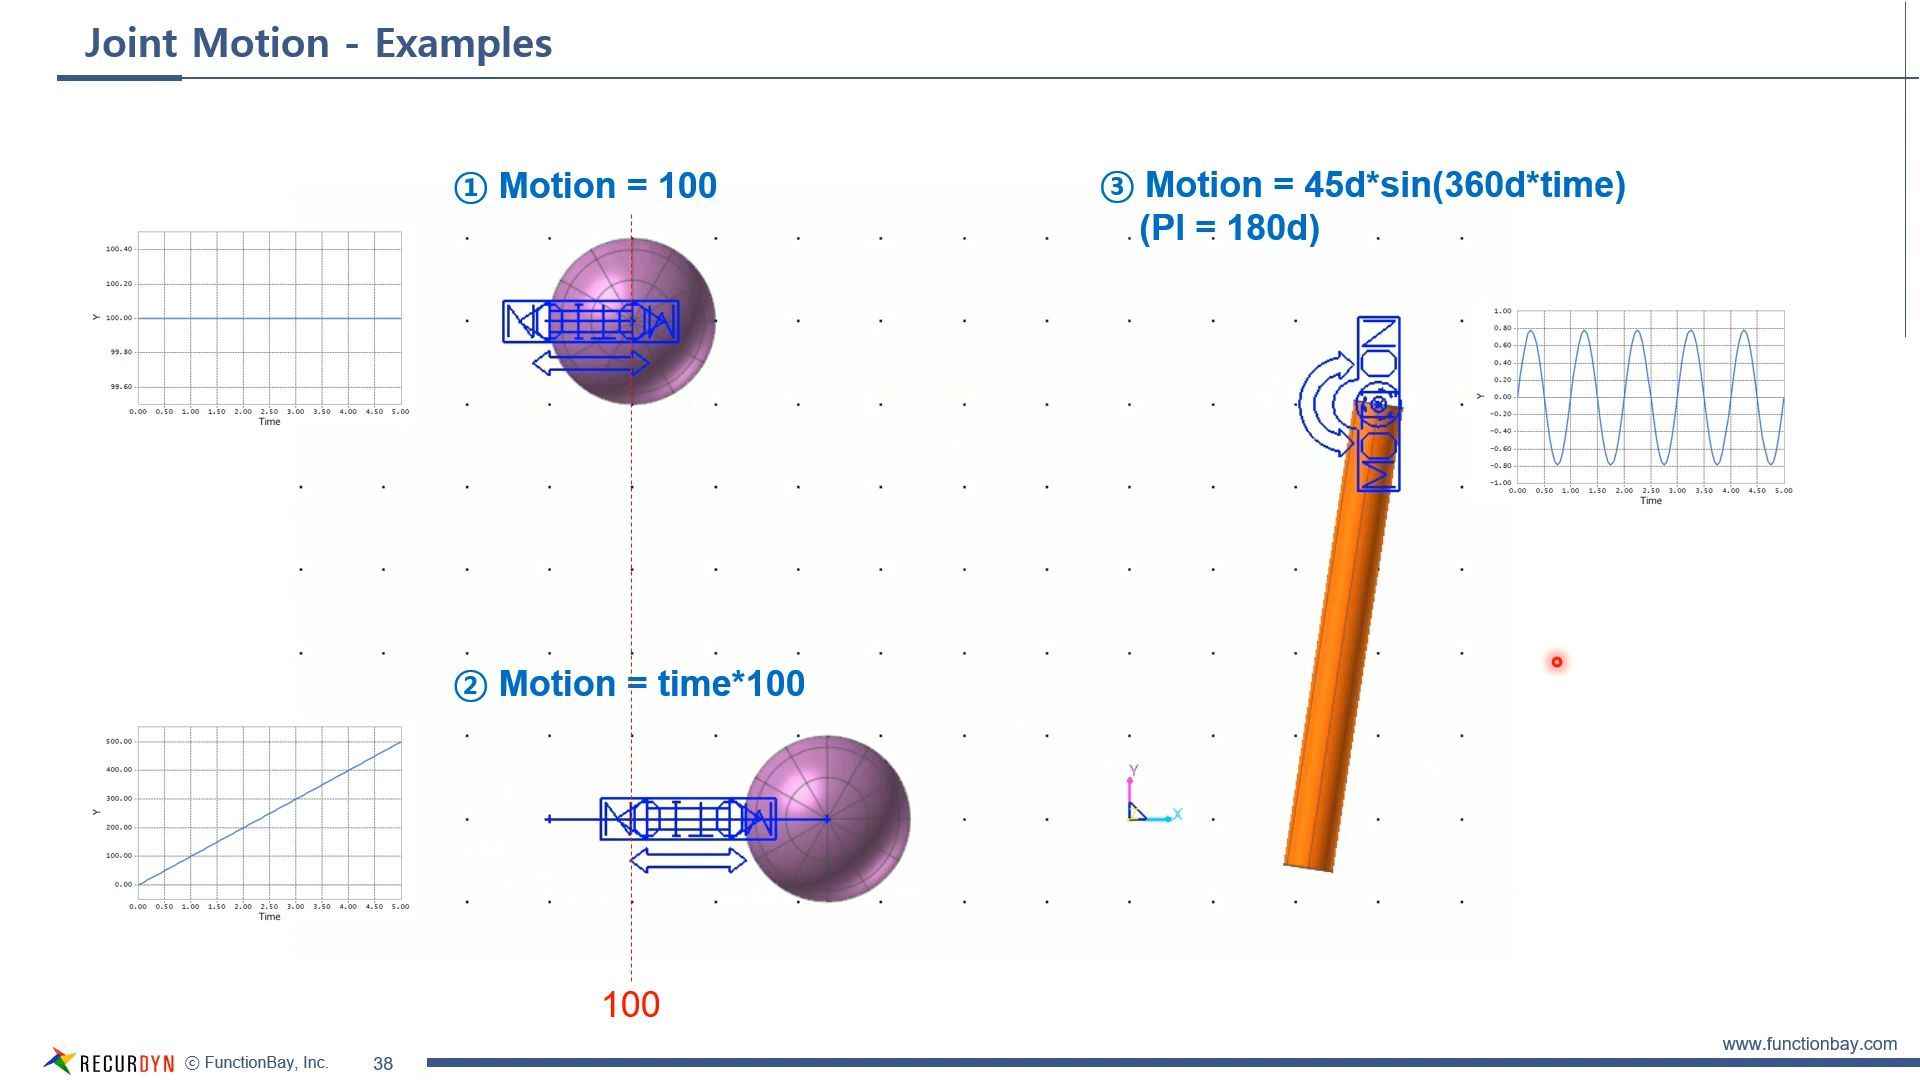 Joint Motion - Examples
① Motion = 100
③ Motion = 45d*sin(360d*time)
(PI = 180d)
100.40
100.20
100.00
99.80
99.60
Y
0.00 0.50 1.00 1.50 2.00 2.50 3.00 3.50 4.00 4.50 5.00
Time
MOTION
MOTION
1.00
0.80
0.60
0.40
0.20
0.00
-0.20
-0.40
-0.60
-0.80
-1.00
Y
0.00 0.50 1.00 1.50 2.00 2.50 3.00 3.50 4.00 4.50 5.00
Time
② Motion = time*100
500.00
400.00
300.00
200.00
100.00
0.00
Y
0.00 0.50 1.00 1.50 2.00 2.50 3.00 3.50 4.00 4.50 5.00
Time
MOTION
Y
X
100
www.functionbay.com
RECURDYN © FunctionBay, Inc. 38